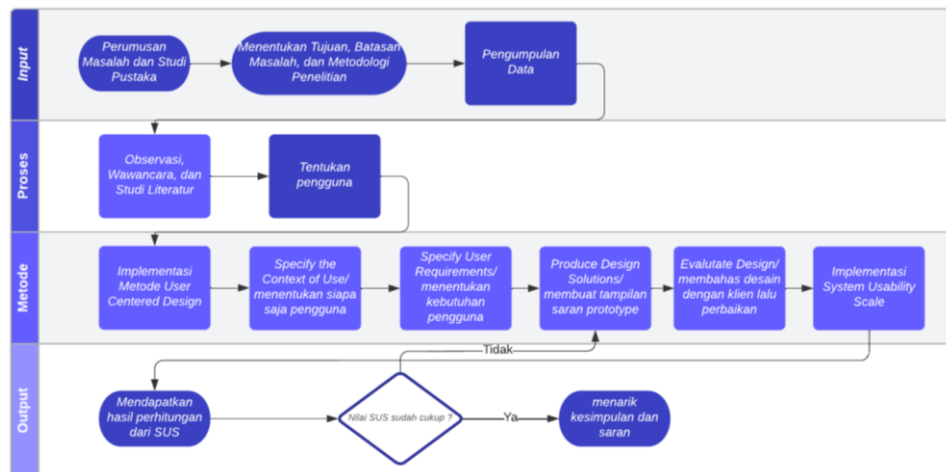 Input
Perumusan
Masalah dan Studi
Pustaka
Menentukan Tujuan, Batasan
Masalah, dan Metodologi
Penelitian
Pengumpulan
Data
Proses
Observasi,
Wawancara, dan
Studi Literatur
Tentukan
pengguna
Metode
Implementasi
Metode User
Centered Design
Specify the
Context of Use/
menentukan siapa
saja pengguna
Specify User
Requirements/
menentukan
kebutuhan
pengguna
Produce Design
Solutions/
membuat tampilan
saran prototype
Evalutate Design/
membahas desain
dengan klien lalu
perbaikan
Implementasi
System Usability
Scale
Output
Mendapatkan
hasil perhitungan
dari SUS
Nilai SUS sudah cukup ?
Tidak
Ya
menarik
kesimpulan dan
saran